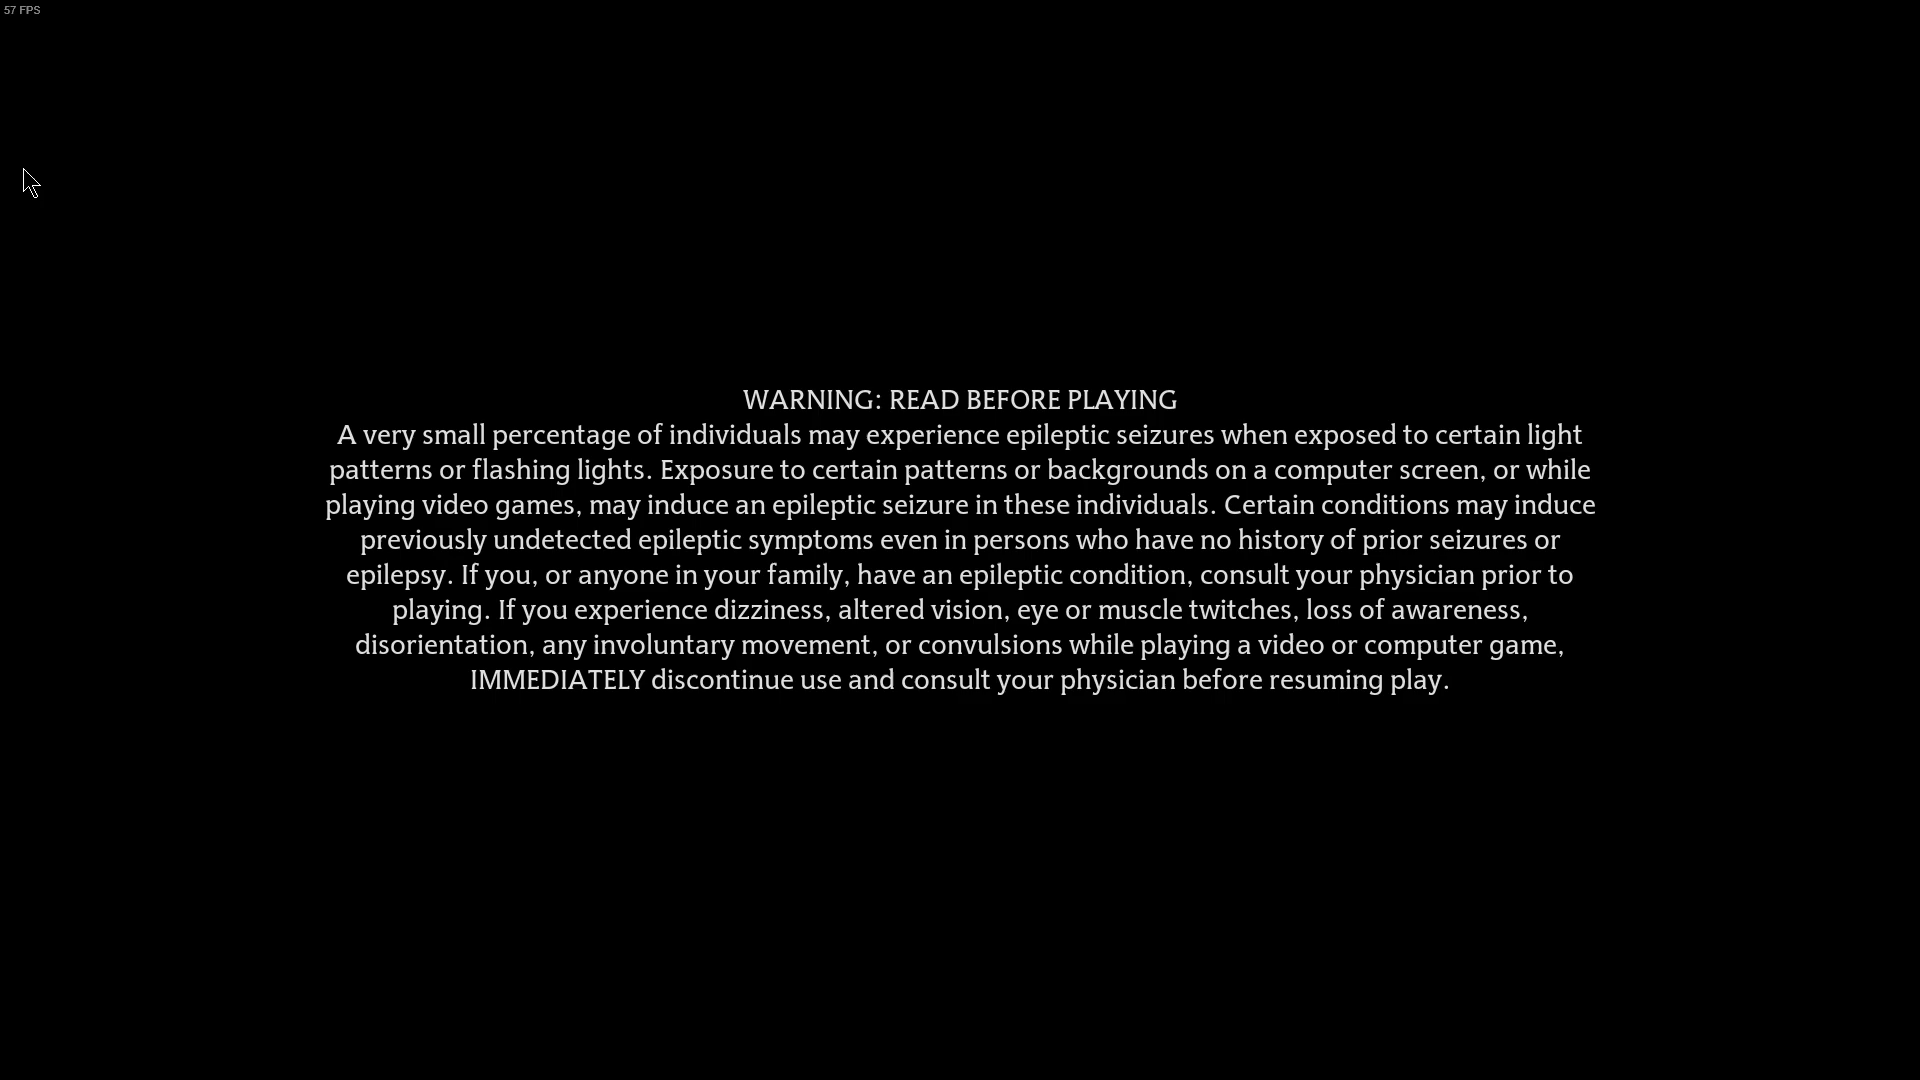 57 FPS
WARNING: READ BEFORE PLAYING
A very small percentage of individuals may experience epileptic seizures when exposed to certain light
patterns or flashing lights. Exposure to certain patterns or backgrounds on a computer screen, or while
playing video games, may induce an epileptic seizure in these individuals. Certain conditions may induce
previously undetected epileptic symptoms even in persons who have no history of prior seizures or
epilepsy. If you, or anyone in your family, have an epileptic condition, consult your physician prior to
playing. If you experience dizziness, altered vision, eye or muscle twitches, loss of awareness,
disorientation, any involuntary movement, or convulsions while playing a video or computer game,
IMMEDIATELY discontinue use and consult your physician before resuming play.